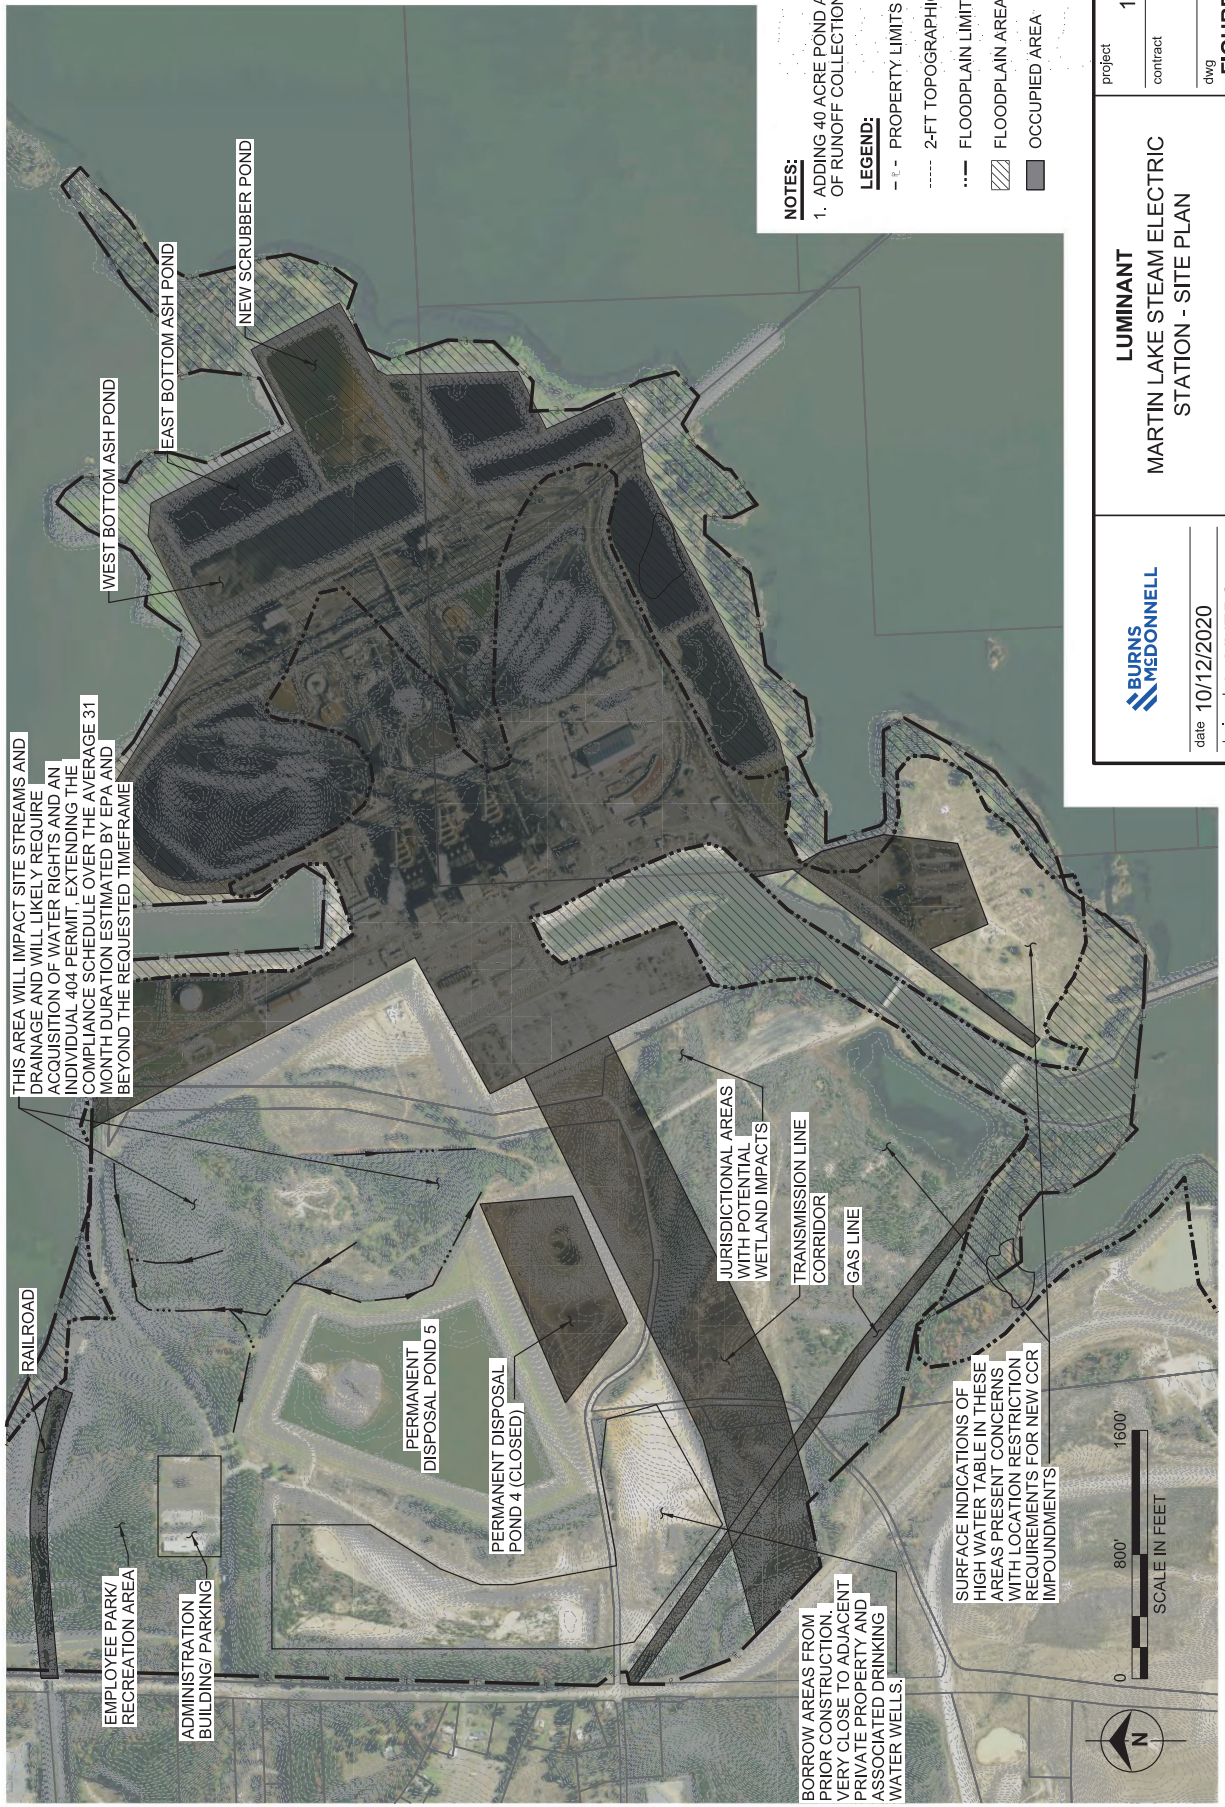 THIS AREA WILL IMPACT SITE STREAMS AND
DRAINAGE AND WILL LIKELY REQUIRE
ACQUISITION OF WATER RIGHTS AND AN
INDIVIDUAL 404 PERMIT, EXTENDING THE
COMPLIANCE SCHEDULE OVER THE AVERAGE 31
MONTH DURATION ESTIMATED BY EPA AND
BEYOND THE REQUESTED TIMEFRAME
RAILROAD
EMPLOYEE PARK/
RECREATION AREA
ADMINISTRATION
BUILDING/ PARKING
WEST BOTTOM ASH POND
EAST BOTTOM ASH POND
NEW SCRUBBER POND
PERMANENT
DISPOSAL POND 5
PERMANENT DISPOSAL
POND 4 (CLOSED)
JURISDICTIONAL AREAS
WITH POTENTIAL
WETLAND IMPACTS
TRANSMISSION LINE
CORRIDOR
GAS LINE
BORROW AREAS FROM
PRIOR CONSTRUCTION.
VERY CLOSE TO ADJACENT
PRIVATE PROPERTY AND
ASSOCIATED DRINKING
WATER WELLS.
SURFACE INDICATIONS OF
HIGH WATER TABLE IN THESE
AREAS PRESENT CONCERNS
WITH LOCATION RESTRICTION
REQUIREMENTS FOR NEW CCR
IMPOUNDMENTS
N
0 800' 1600'
SCALE IN FEET
NOTES:
1. ADDING 40 ACRE POND
OF RUNOFF COLLECTION
LEGEND:
PROPERTY LIMITS
2-FT TOPOGRAPHIC
FLOODPLAIN LIMIT
FLOODPLAIN AREA
OCCUPIED AREA
BURNS
McDONNELL
date 10/12/2020
LUMINANT
MARTIN LAKE STEAM ELECTRIC
STATION - SITE PLAN
project
1
contract
dwg